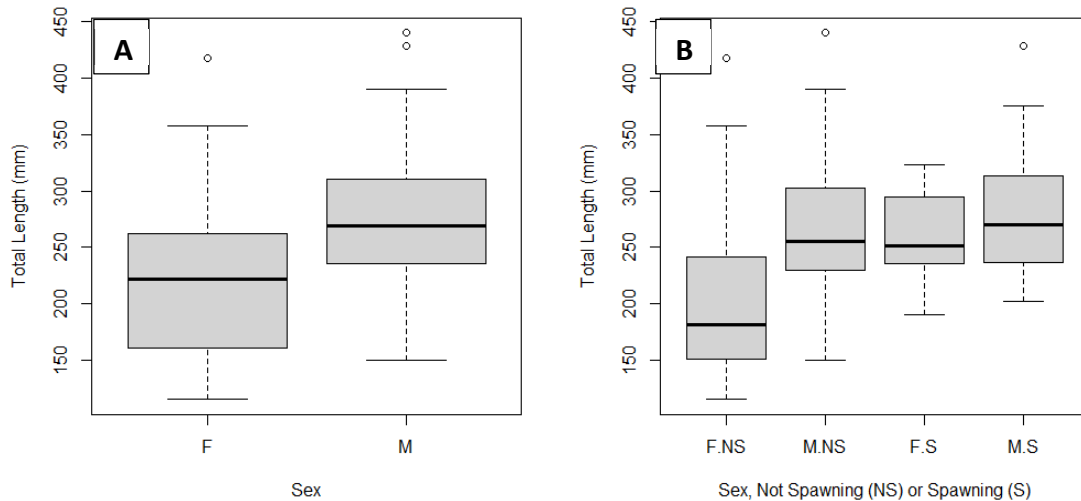 A
450
400
350
300
250
200
150
Total Length (mm)
F
M
Sex
B
450
400
350
300
250
200
150
Total Length (mm)
F.NS
M.NS
F.S
M.S
Sex, Not Spawning (NS) or Spawning (S)